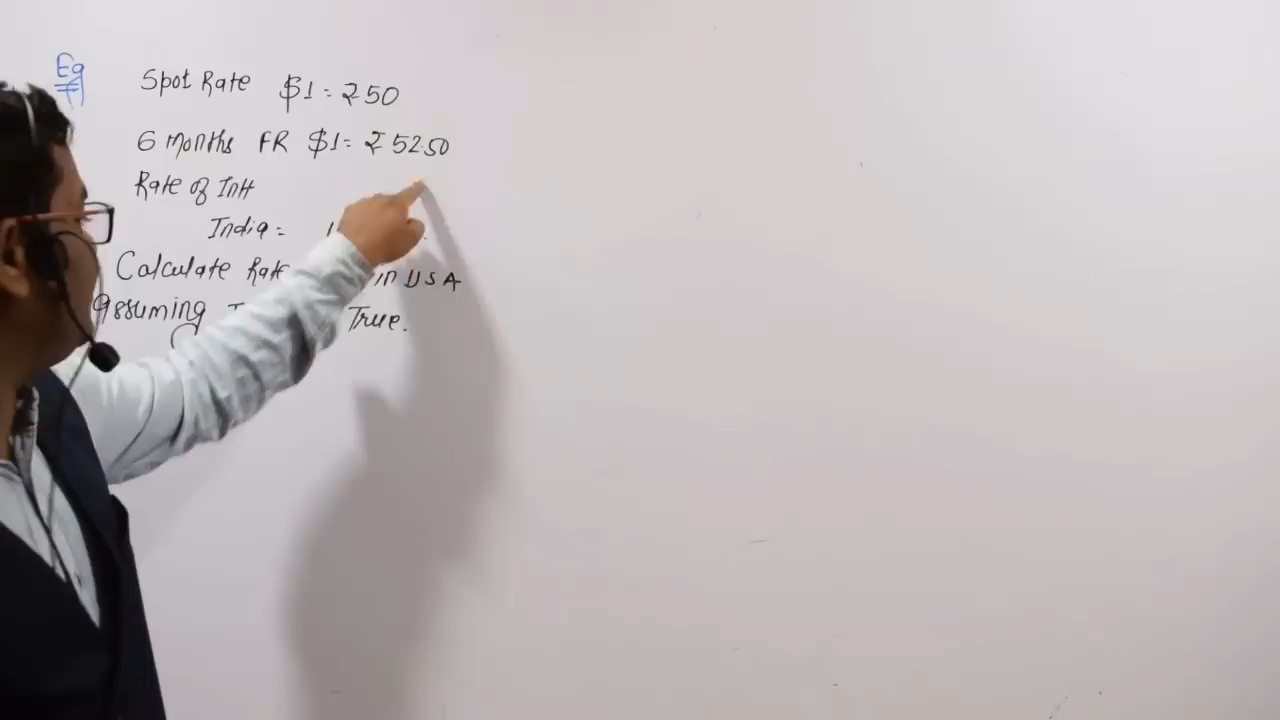 Eg
Spot Rate $1 = ₹50
6 Months FR $1 = ₹52.50
Rate of Intt
India =
Calculate Rate in USA
assuming True.